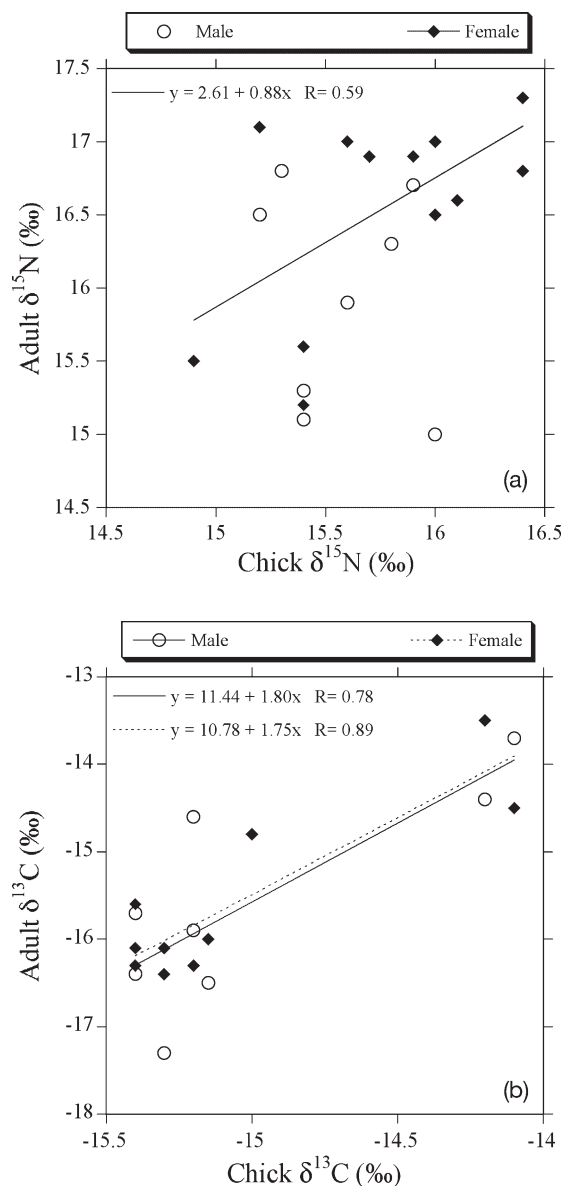 Male Female
17.5
y = 2.61 + 0.88x R= 0.59
17
16.5
16
15.5
15
14.5
Adult δ15N (‰)
(a)
14.5 15 15.5 16 16.5
Chick δ15N (‰)
Male Female
-13
y = 11.44 + 1.80x R= 0.78
y = 10.78 + 1.75x R= 0.89
-14
-15
-16
-17
-18
Adult δ13C (‰)
(b)
-15.5 -15 -14.5 -14
Chick δ13C (‰)